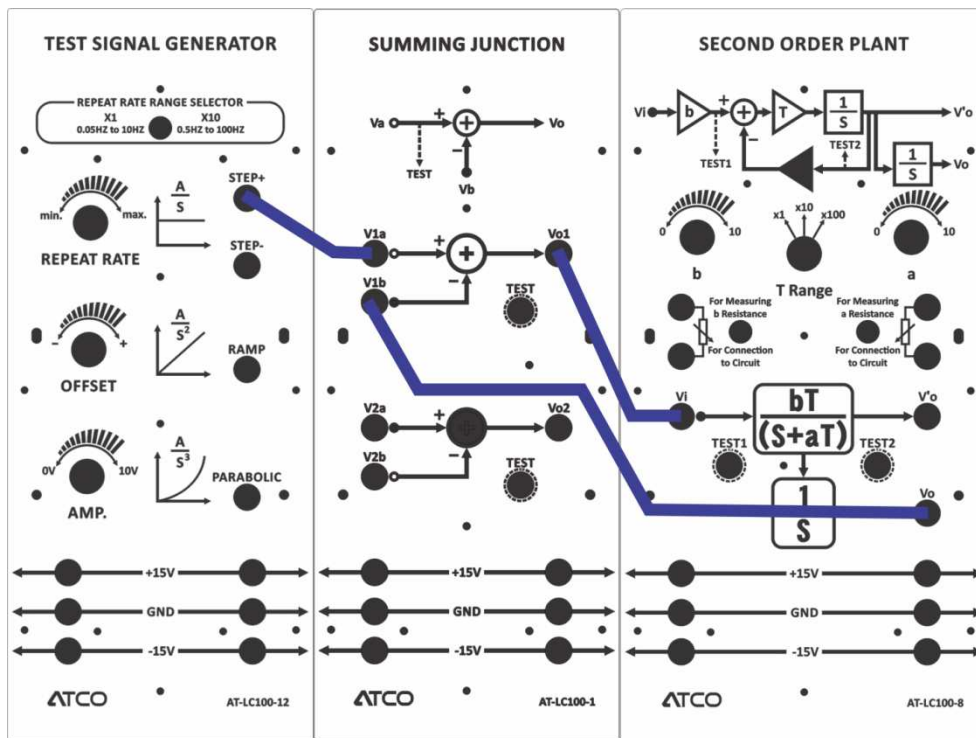 TEST SIGNAL GENERATOR
REPEAT RATE RANGE SELECTOR
X1 X10
0.05HZ to 10HZ 0.5HZ to 100HZ
STEP+
A
S
min. max.
REPEAT RATE
STEP-
A
S²
- +
OFFSET
RAMP
A
S³
0V 10V
AMP.
PARABOLIC
+15V
GND
-15V
ATCO
AT-LC100-12
SUMMING JUNCTION
Va + Vo
-
TEST
Vb
V1a + Vo1
V1b -
TEST
V2a + Vo2
V2b -
TEST
+15V
GND
-15V
ATCO
AT-LC100-1
SECOND ORDER PLANT
Vi b + T 1 V'o
S
-
TEST1
TEST2
1 Vo
S
x1 x10 x100
0 10
b
0 10
a
T Range
For Measuring
b Resistance
For Connection
to Circuit
For Measuring
a Resistance
For Connection
to Circuit
Vi bT V'o
(S+aT)
TEST1 TEST2
1 Vo
S
+15V
GND
-15V
ATCO
AT-LC100-8